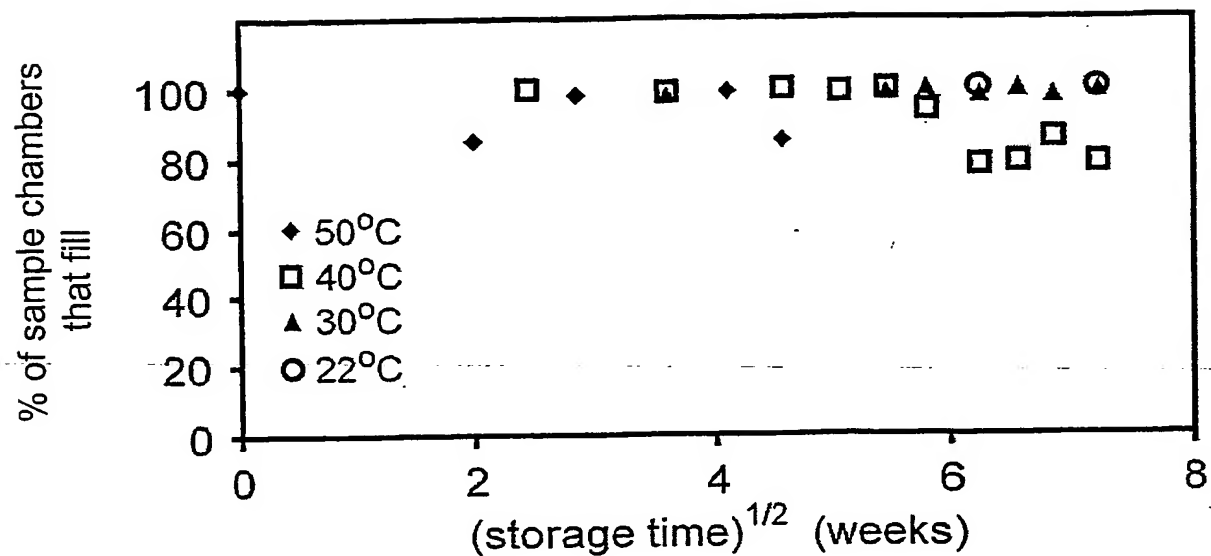 % of sample chambers
that fill
100
80
60
40
20
0
50°C
40°C
30°C
22°C
0 2 4 6 8
(storage time)^1/2 (weeks)